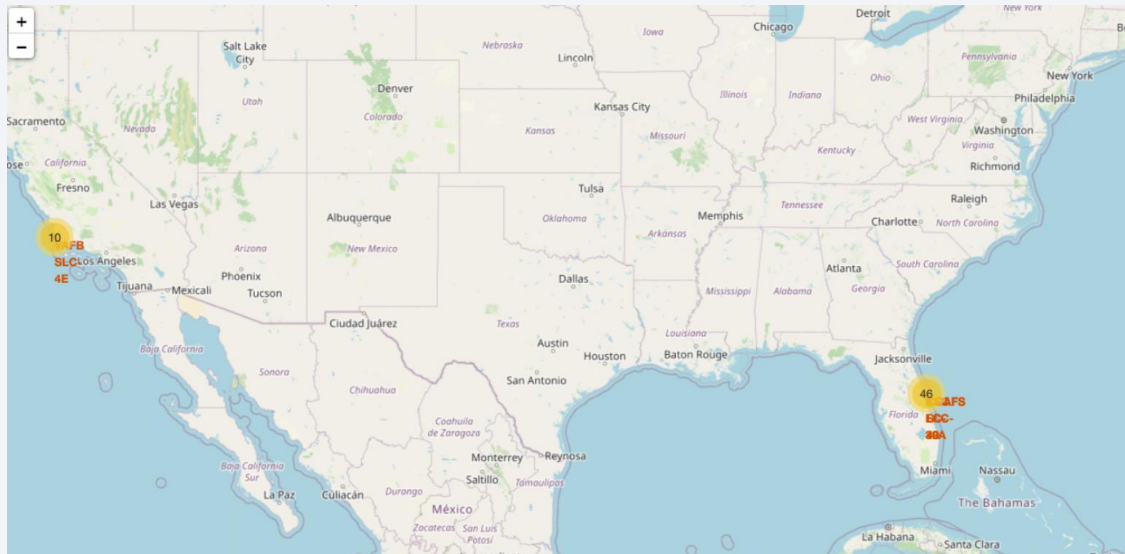 +
−
Salt Lake
City
Nebraska
Iowa
Chicago
Detroit
New York
Lincoln
Pennsylvania
New York
Utah
Denver
Colorado
Illinois
Indiana
Ohio
Philadelphia
Sacramento
Nevada
Kansas City
Kansas
Missouri
West Virginia
Washington
Virginia
California
Fresno
Kentucky
Richmond
Las Vegas
Tulsa
Albuquerque
Oklahoma
Memphis
Tennessee
Raleigh
Charlotte
North Carolina
10
Arizona
New Mexico
Arkansas
Los Angeles
SLC-
4E
Phoenix
Tucson
Atlanta
South Carolina
Dallas
Mississippi
Alabama
Georgia
Tijuana
Mexicali
Ciudad Juárez
Texas
Louisiana
Baja California
Sonora
Austin
Houston
Baton Rouge
Jacksonville
San Antonio
Chihuahua
46
Florida
Coahuila
de Zaragoza
Monterrey
Reynosa
Saltillo
Tamaulipas
Miami
Nassau
Baja California
Sur
La Paz
Culiacán
Durango
México
The Bahamas
Zacatecas
San Luis
Potosí
La Habana
Santa Clara